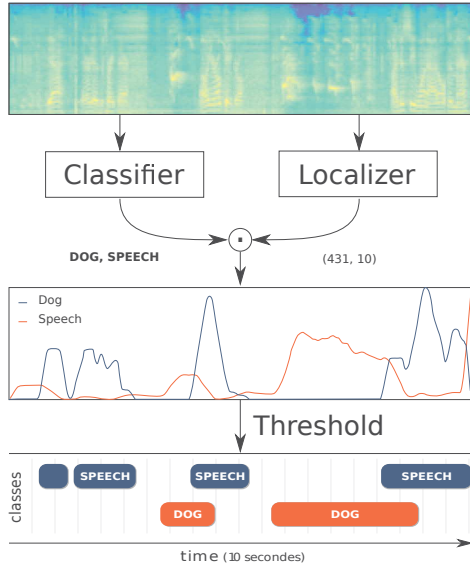 Classifier
Localizer
DOG, SPEECH
(431, 10)
Dog
Speech
Threshold
classes
SPEECH
SPEECH
SPEECH
DOG
DOG
time (10 secondes)